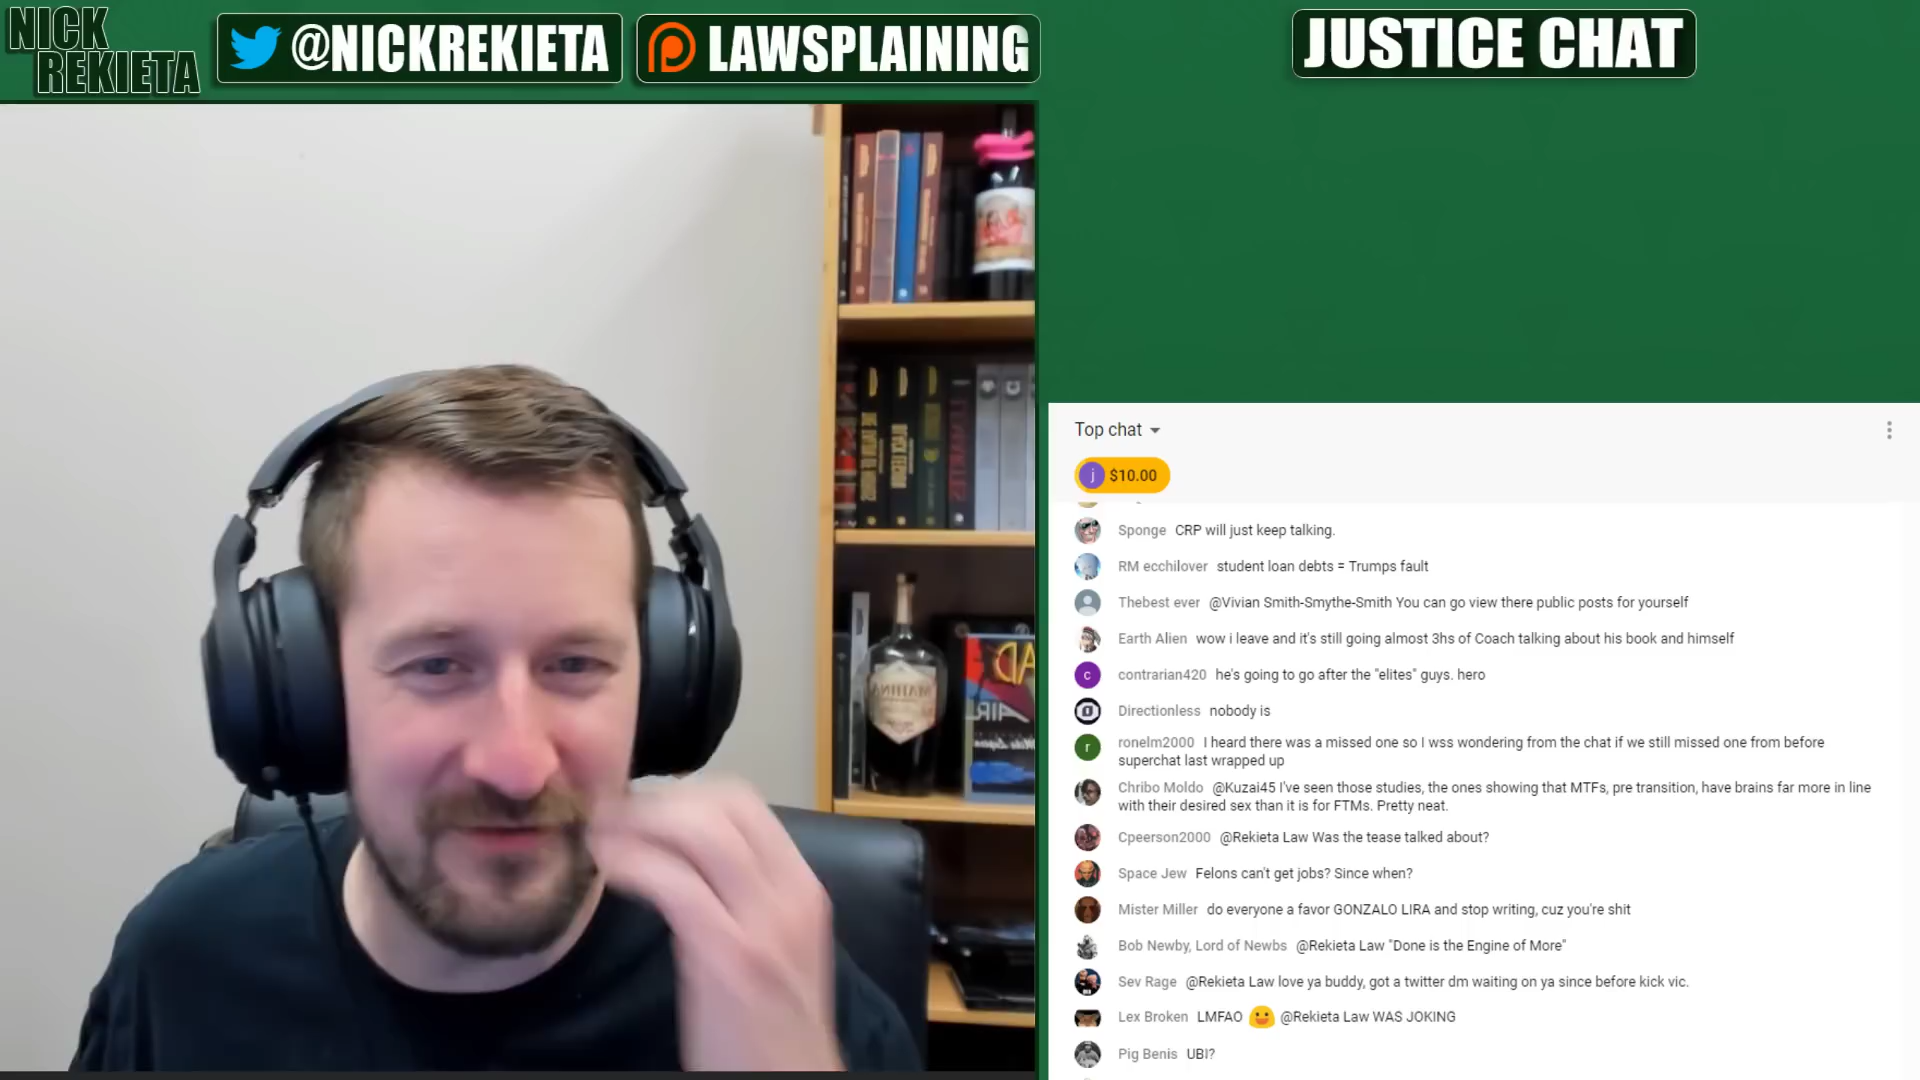 NICK
REKIETA
@NICKREKIETA
LAWSPLAINING
JUSTICE CHAT
Top chat
j $10.00
Sponge CRP will just keep talking.
RM ecchilover student loan debts = Trumps fault
Thebest ever @Vivian Smith-Smythe-Smith You can go view there public posts for yourself
Earth Alien wow i leave and it's still going almost 3hs of Coach talking about his book and himself
c contrarian420 he's going to go after the "elites" guys. hero
Directionless nobody is
r ronelm2000 I heard there was a missed one so I wss wondering from the chat if we still missed one from before
superchat last wrapped up
Chribo Moldo @Kuzai45 I've seen those studies, the ones showing that MTFs, pre transition, have brains far more in line
with their desired sex than it is for FTMs. Pretty neat.
Cpeerson2000 @Rekieta Law Was the tease talked about?
Space Jew Felons can't get jobs? Since when?
Mister Miller do everyone a favor GONZALO LIRA and stop writing, cuz you're shit
Bob Newby, Lord of Newbs @Rekieta Law "Done is the Engine of More"
Sev Rage @Rekieta Law love ya buddy, got a twitter dm waiting on ya since before kick vic.
Lex Broken LMFAO @Rekieta Law WAS JOKING
Pig Benis UBI?